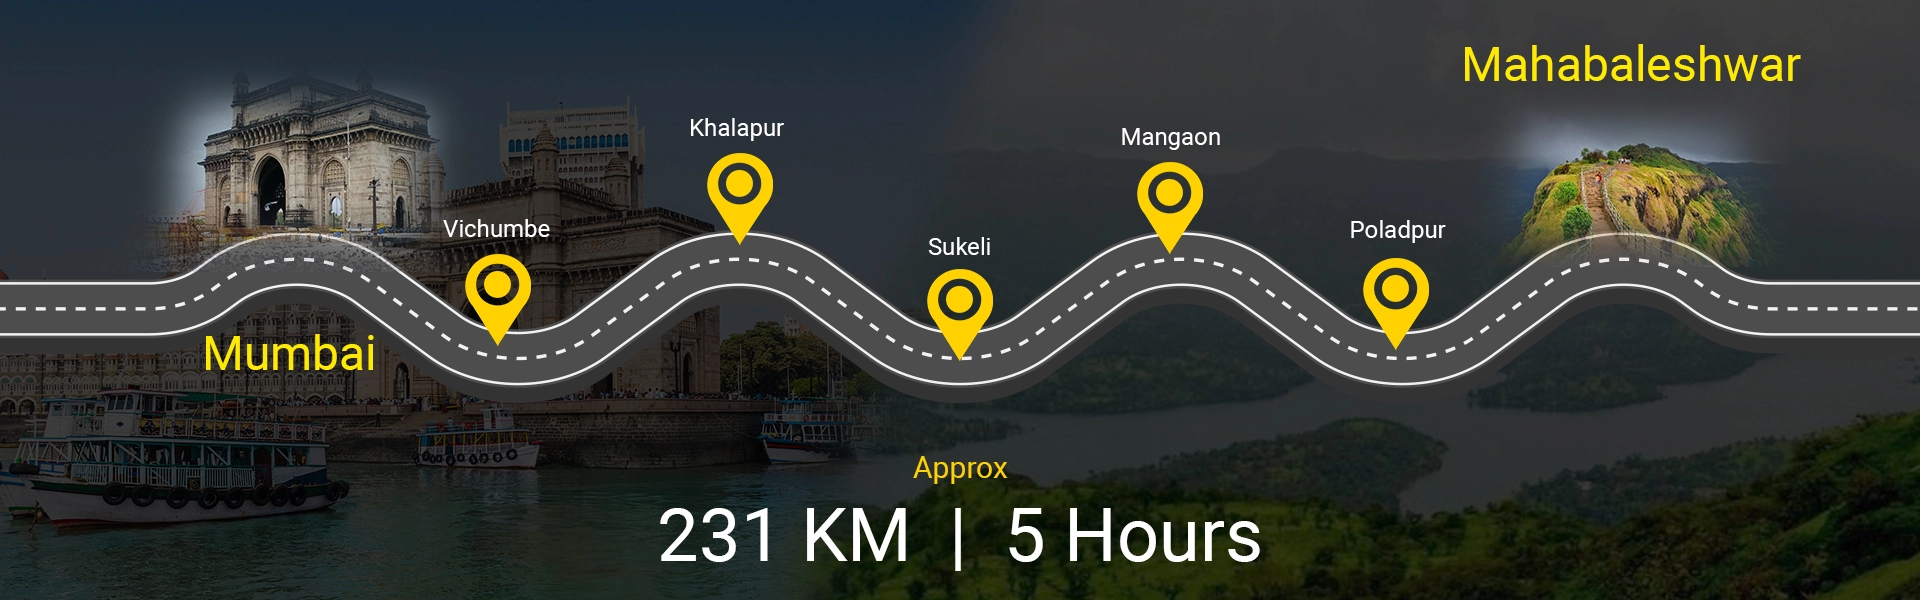 Mahabaleshwar
Khalapur
Mangaon
Vichumbe
Poladpur
Sukeli
Mumbai
Approx
231 KM | 5 Hours